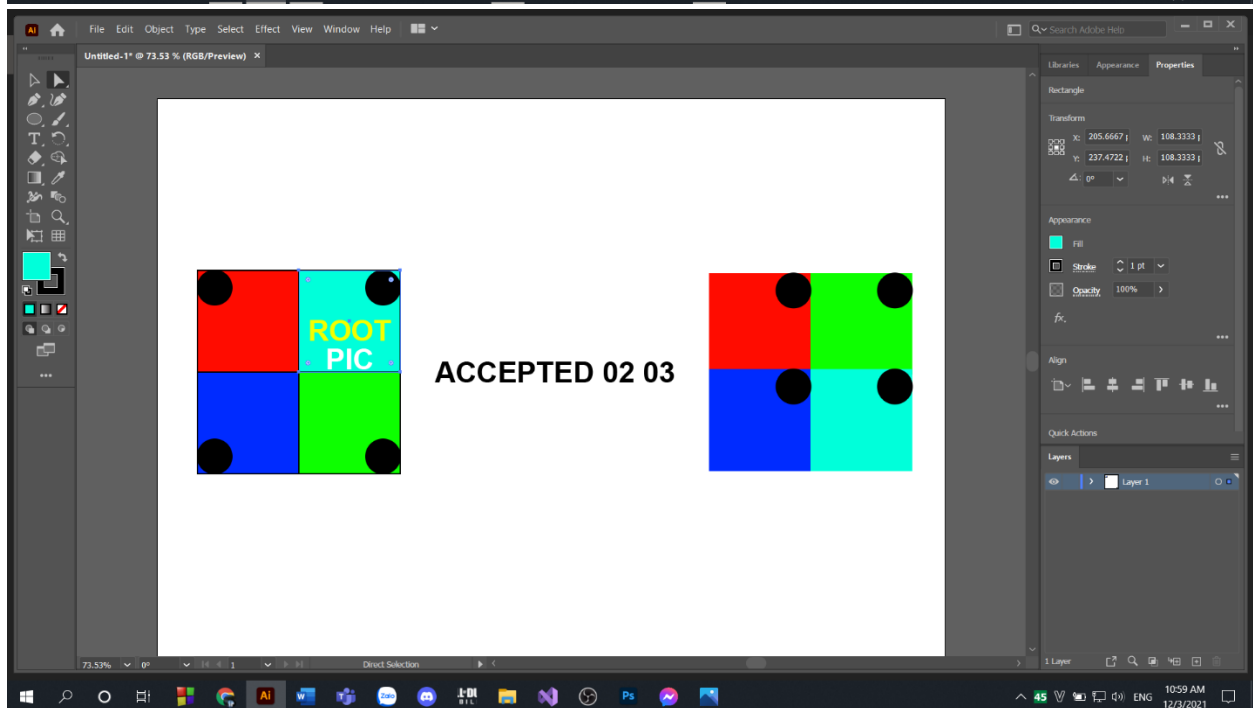 File Edit Object Type Select Effect View Window Help
Search Adobe Help
Untitled-1* @ 73.53 % (RGB/Preview) ×
Libraries Appearance Properties
Rectangle
Transform
X: 205.6667 W: 108.3333
Y: 237.4722 H: 108.3333
0°
Appearance
Fill
Stroke 1 pt
Opacity 100%
fx.
Align
Quick Actions
Layers
Layer 1
ROOT
PIC
ACCEPTED 02 03
73.53% 0° 1 Direct Selection
1 Layer
Ai W Zalo Ps 45 ENG 10:59 AM
12/3/2021